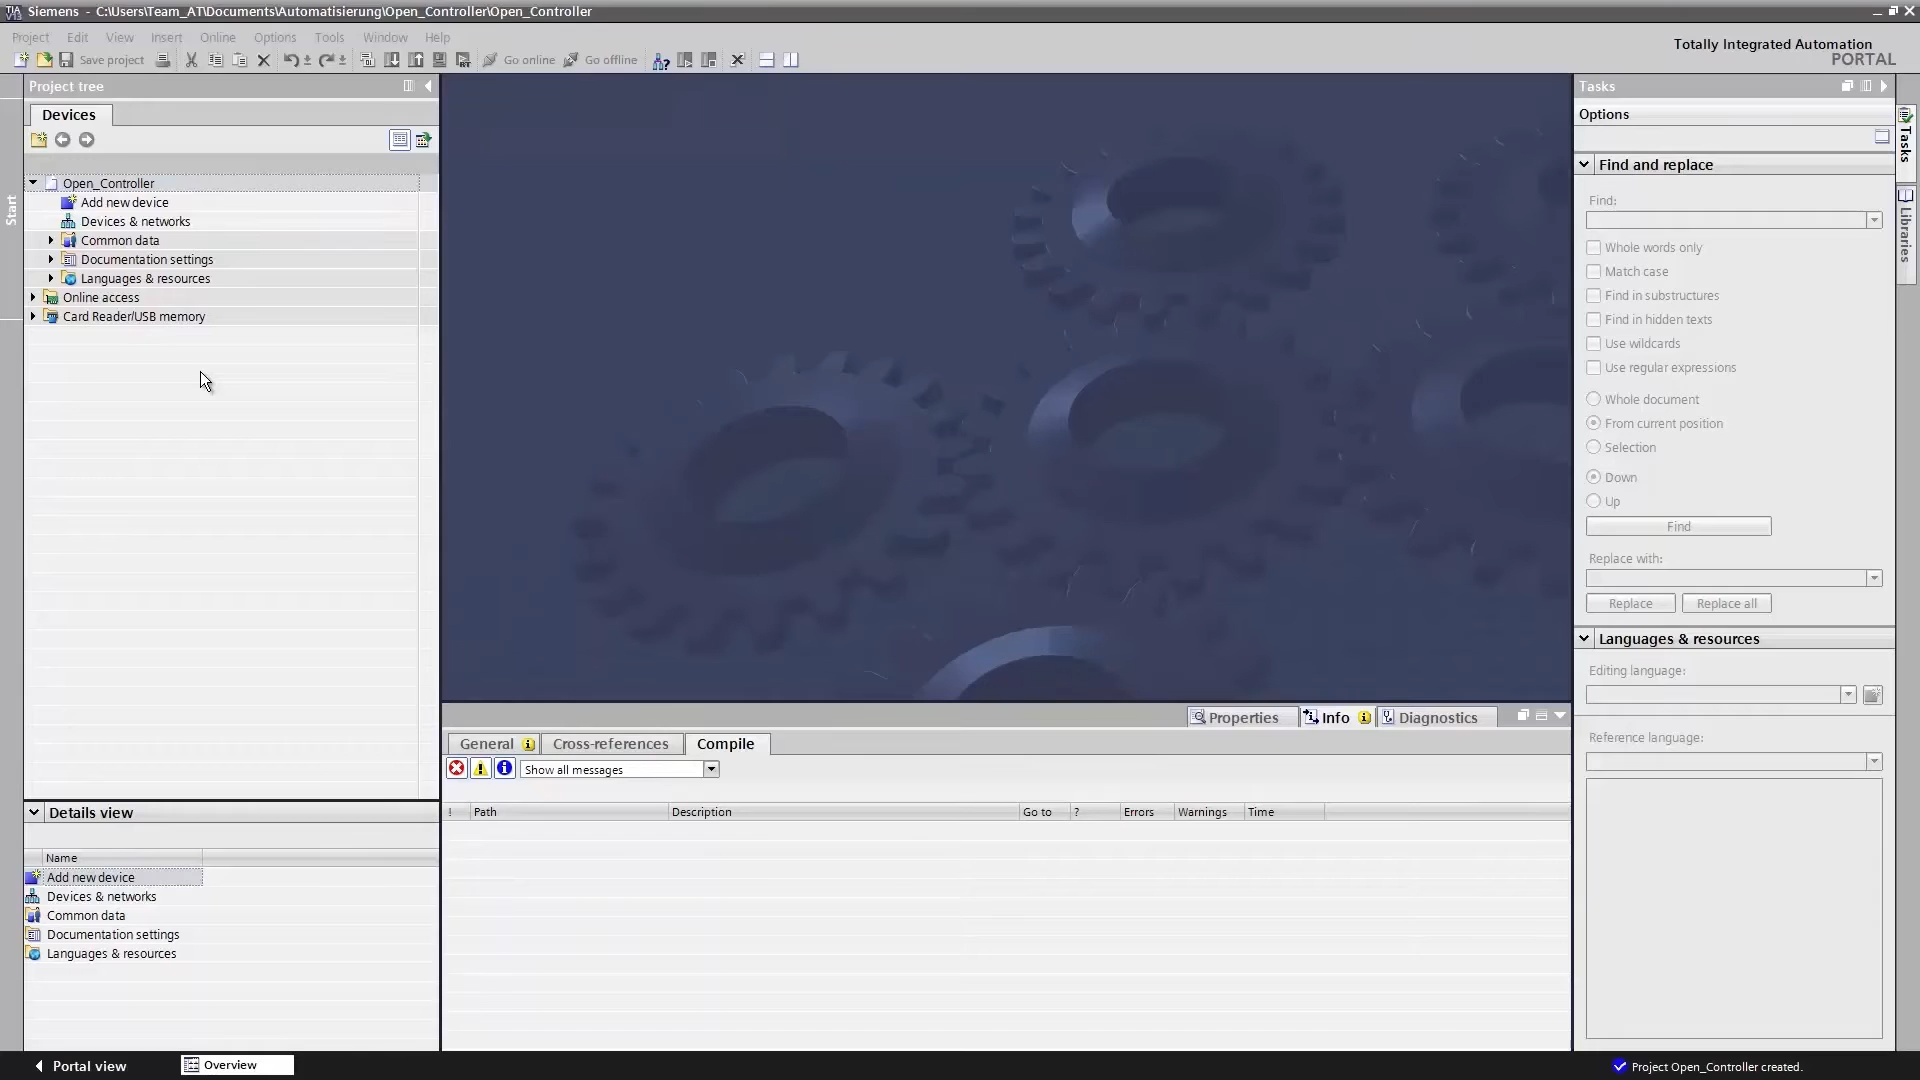 Siemens - C:\Users\Team_AT\Documents\Automatisierung\Open_Controller\Open_Controller
Project Edit View Insert Online Options Tools Window Help
Totally Integrated Automation
PORTAL
Save project Go online Go offline
Project tree
Devices
Start
Open_Controller
Add new device
Devices & networks
Common data
Documentation settings
Languages & resources
Online access
Card Reader/USB memory
Details view
Name
Add new device
Devices & networks
Common data
Documentation settings
Languages & resources
Properties Info Diagnostics
General Cross-references Compile
Show all messages
! Path Description Go to ? Errors Warnings Time
Tasks
Options
Find and replace
Find:
Whole words only
Match case
Find in substructures
Find in hidden texts
Use wildcards
Use regular expressions
Whole document
From current position
Selection
Down
Up
Find
Replace with:
Replace Replace all
Languages & resources
Editing language:
Reference language:
Tasks
Libraries
Portal view Overview
Project Open_Controller created.